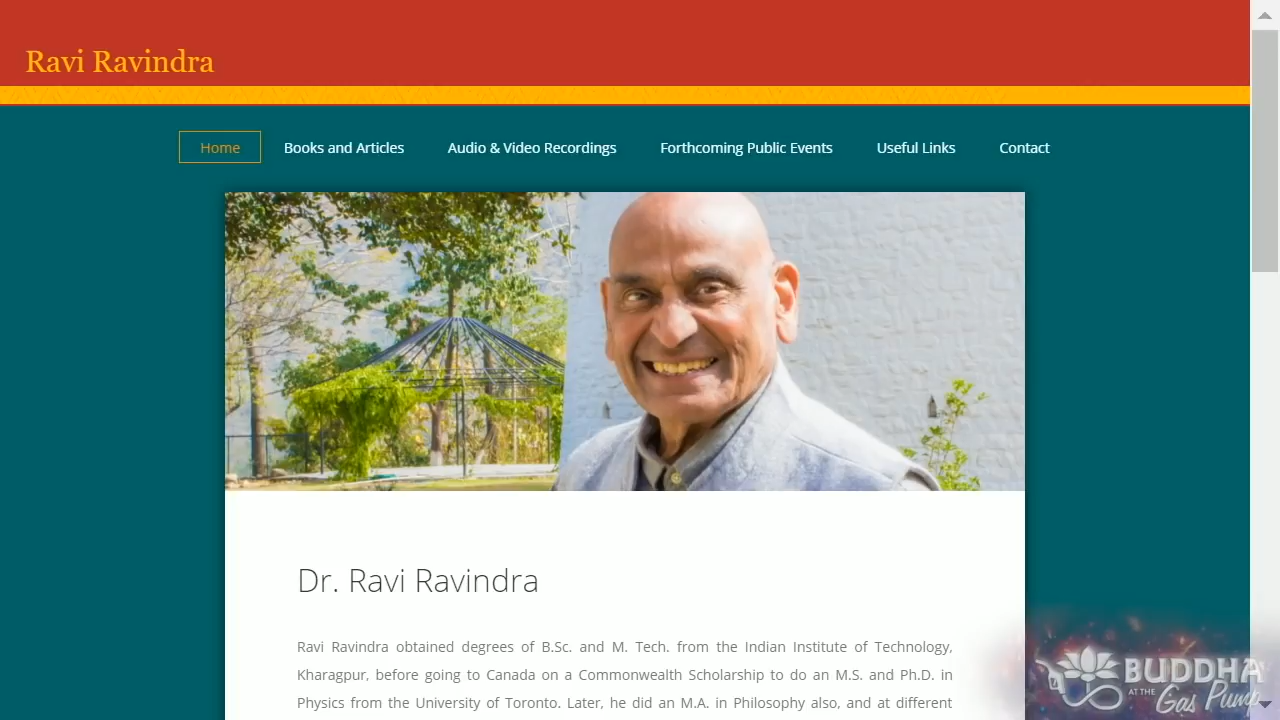 Ravi Ravindra
Home Books and Articles Audio & Video Recordings Forthcoming Public Events Useful Links Contact
Dr. Ravi Ravindra
Ravi Ravindra obtained degrees of B.Sc. and M. Tech. from the Indian Institute of Technology,
Kharagpur, before going to Canada on a Commonwealth Scholarship to do an M.S. and Ph.D. in
Physics from the University of Toronto. Later, he did an M.A. in Philosophy also, and at different
BUDDHA
AT THE Gas Pump